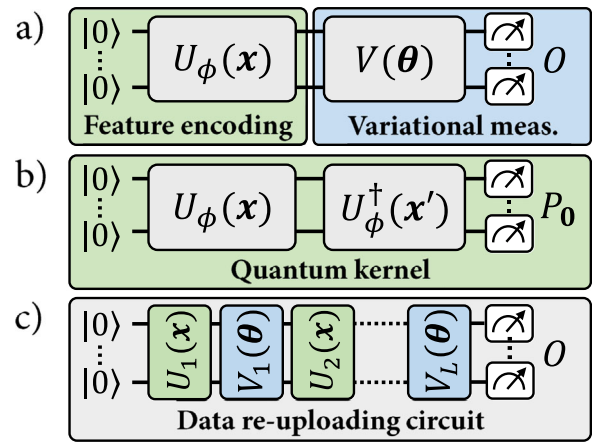 a) |0⟩ U_ϕ(𝒙) V(𝜽) O
|0⟩
Feature encoding Variational meas.
b) |0⟩ U_ϕ(𝒙) U_ϕ^†(𝒙′) P_𝟎
|0⟩
Quantum kernel
c) |0⟩ U_1(𝒙) V_1(𝜽) U_2(𝒙) V_L(𝜽) O
|0⟩
Data re-uploading circuit